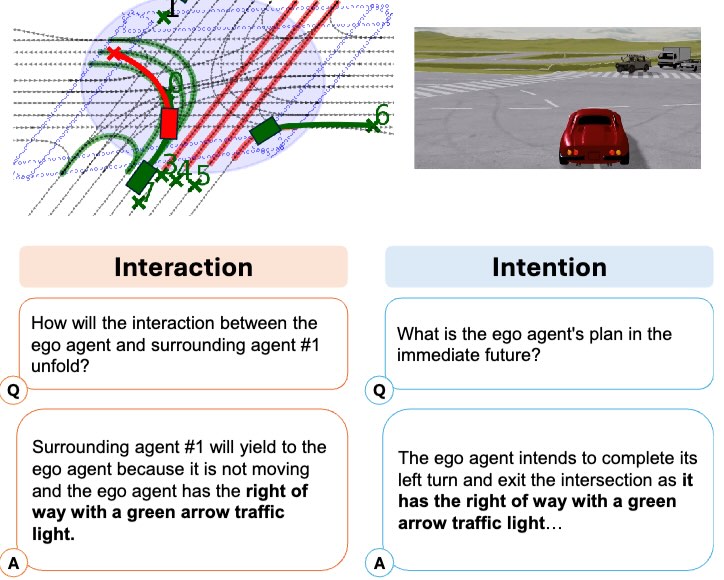 1
0
6
3
4
5
7
Interaction
Intention
How will the interaction between the
ego agent and surrounding agent #1
unfold?
Q
What is the ego agent's plan in the
immediate future?
Q
Surrounding agent #1 will yield to the
ego agent because it is not moving
and the ego agent has the right of
way with a green arrow traffic
light.
A
The ego agent intends to complete its
left turn and exit the intersection as it
has the right of way with a green
arrow traffic light…
A